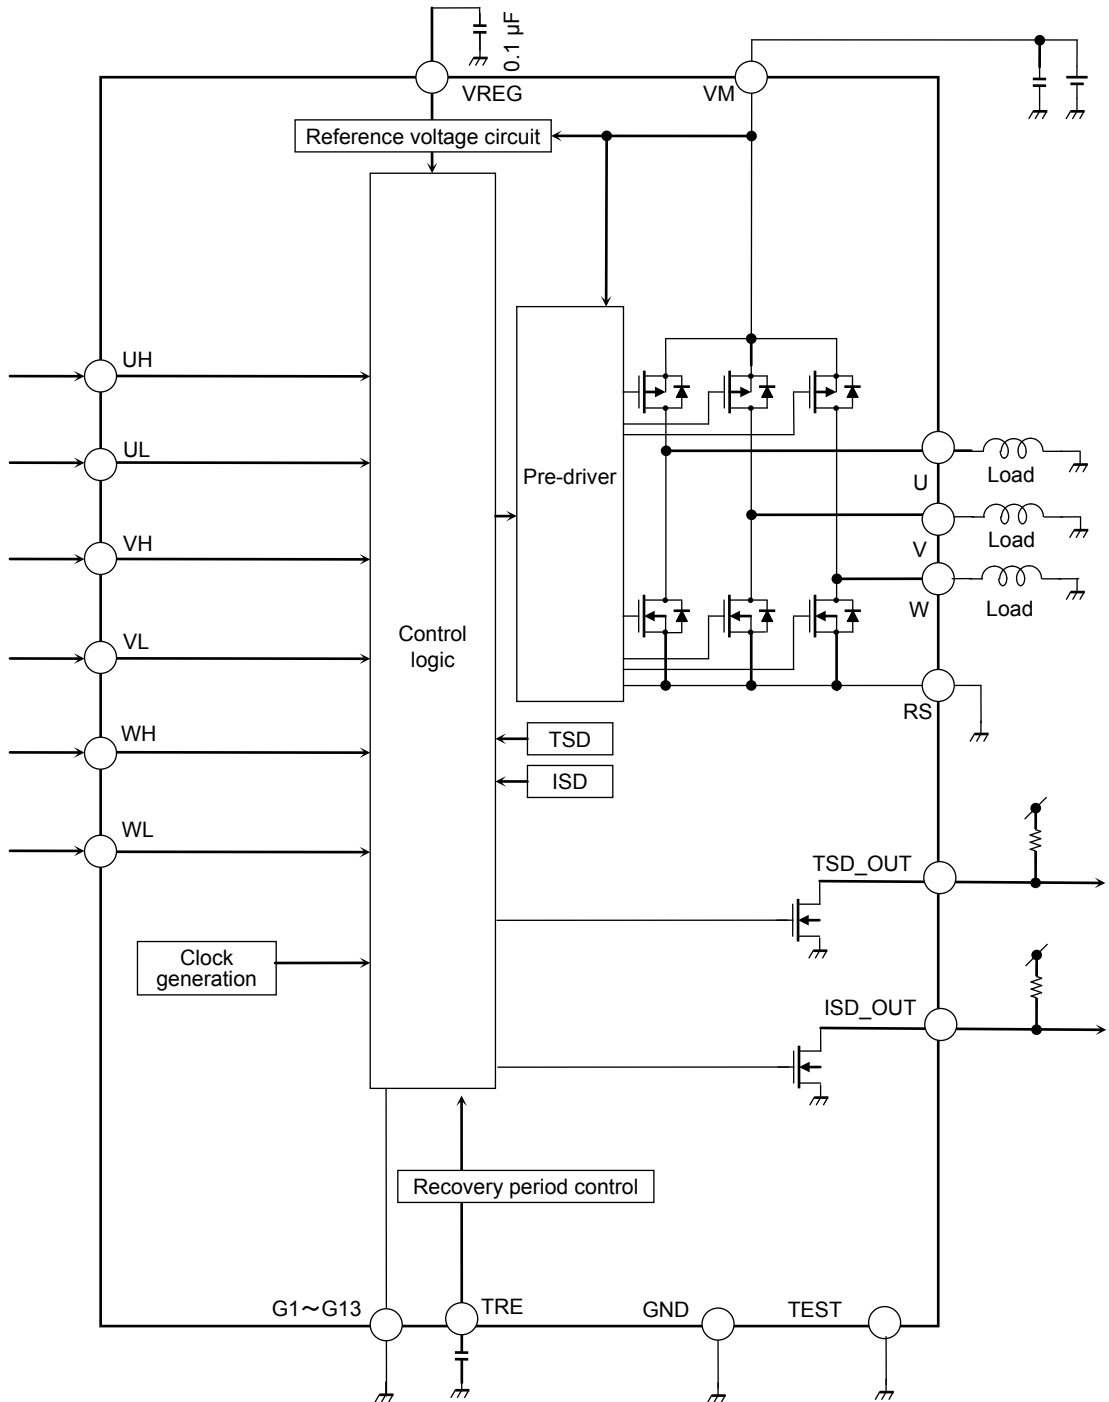 0.1 µF
VREG
VM
Reference voltage circuit
UH
UL
VH
VL
WH
WL
Control
logic
Pre-driver
U
Load
V
Load
W
Load
RS
TSD
ISD
TSD_OUT
Clock
generation
ISD_OUT
Recovery period control
G1～G13
TRE
GND
TEST